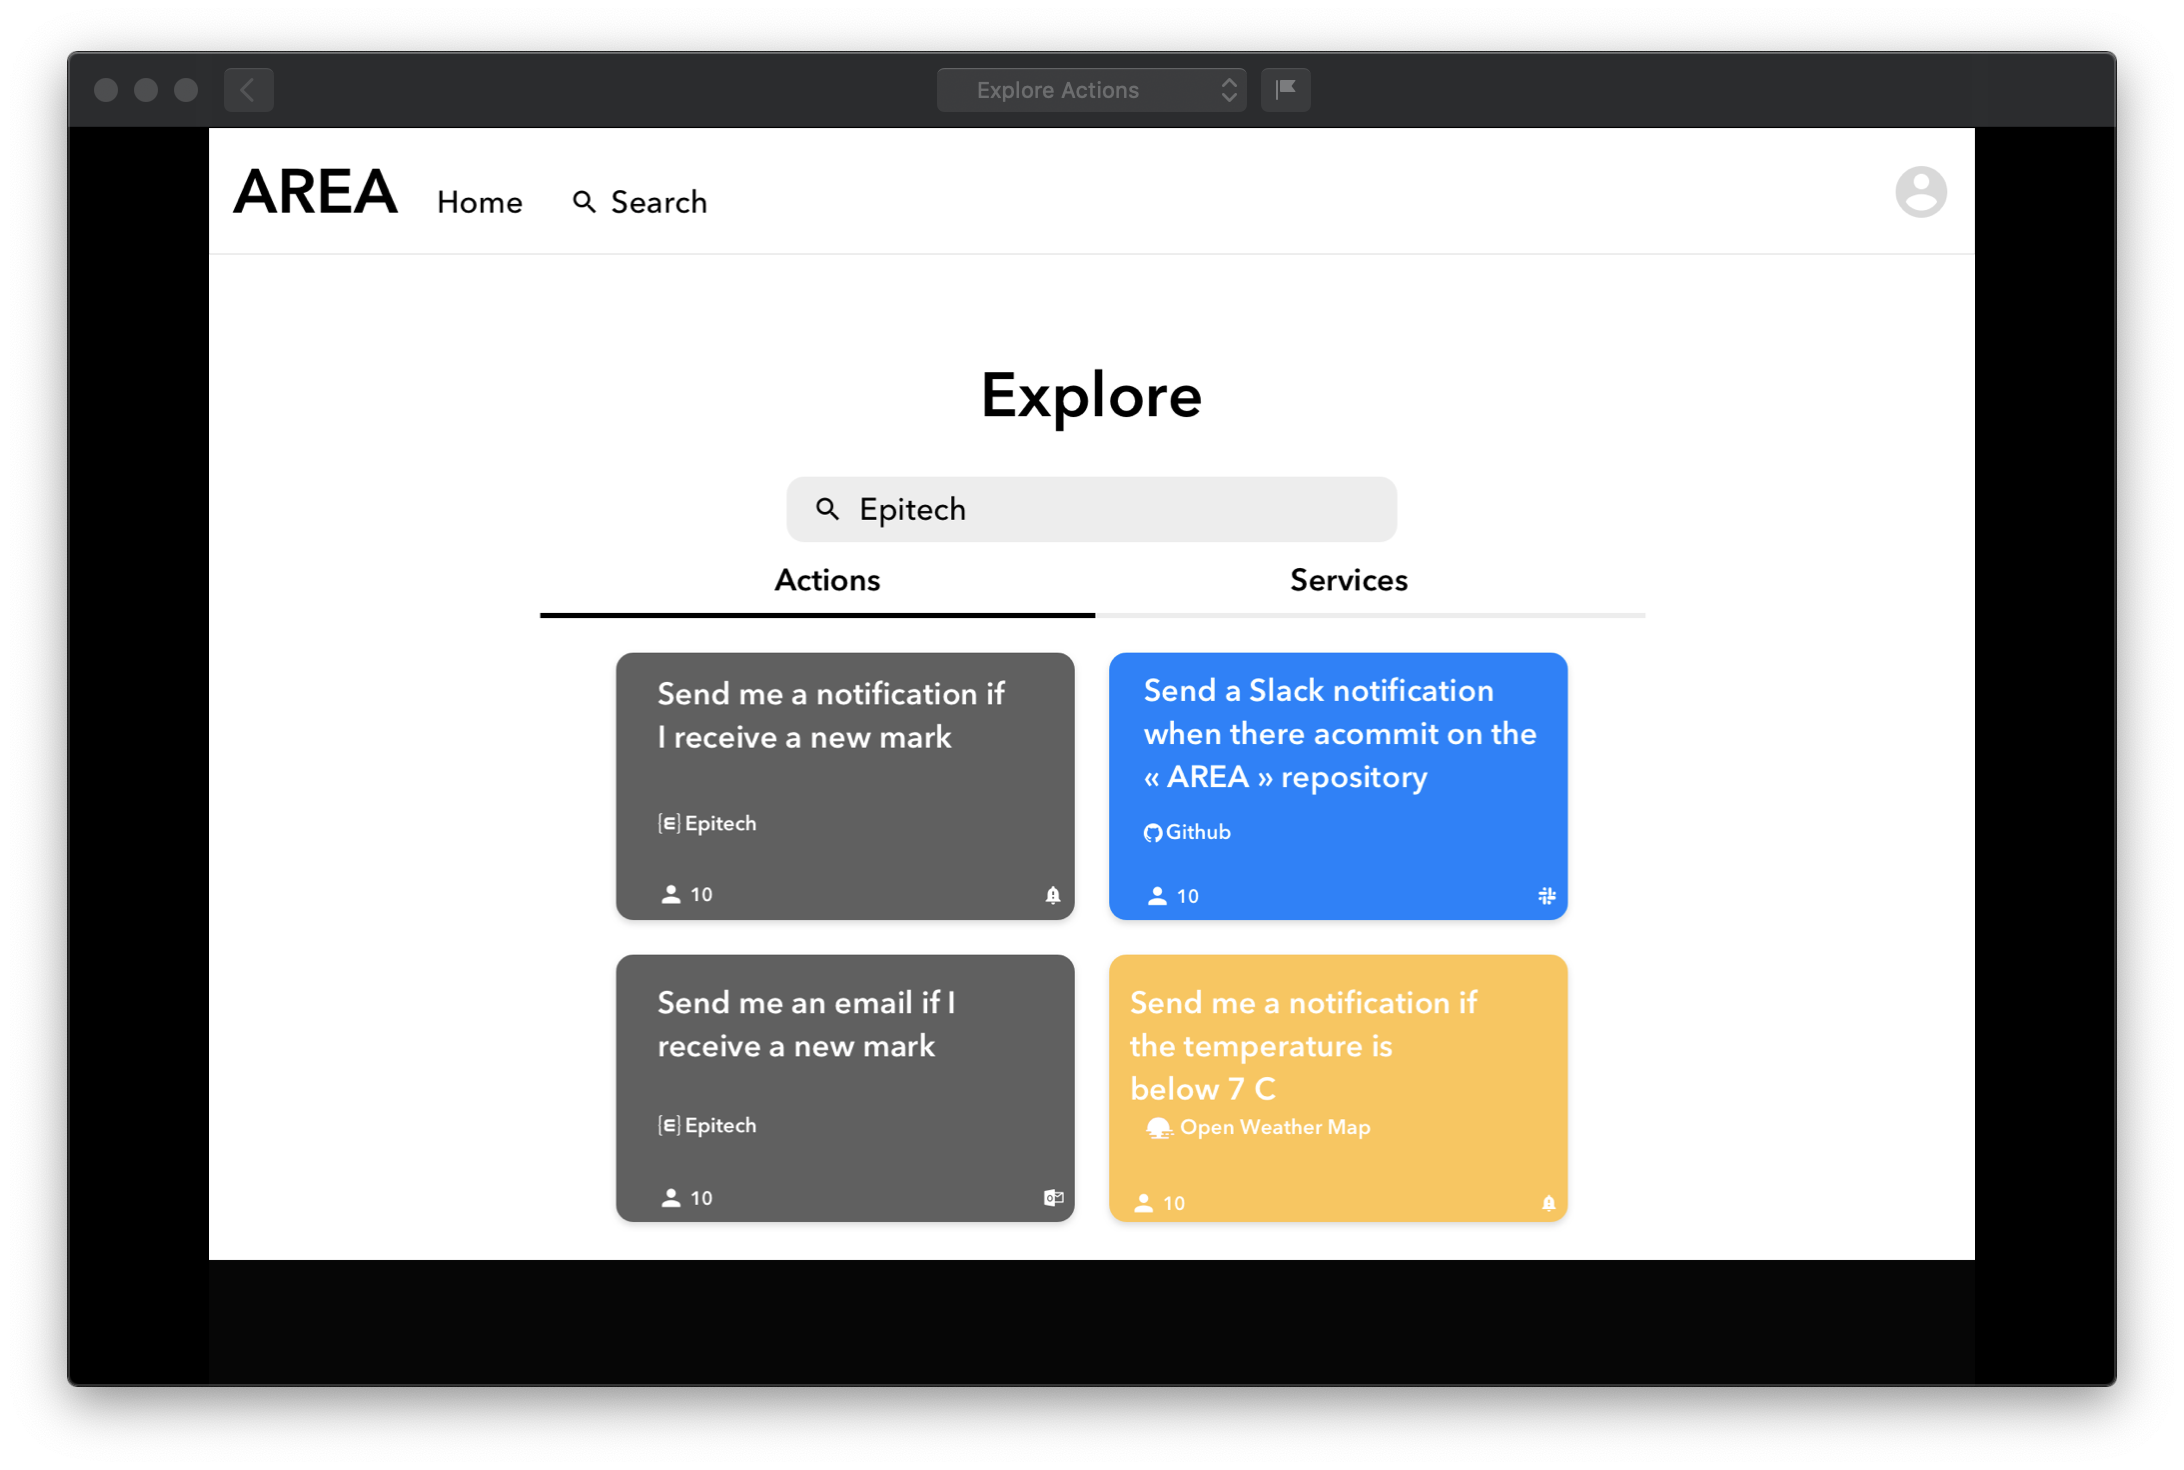 Explore Actions
AREA
Home
Search
Explore
Epitech
Actions
Services
Send me a notification if
I receive a new mark
Epitech
10
Send a Slack notification
when there acommit on the
« AREA » repository
Github
10
Send me an email if I
receive a new mark
Epitech
10
Send me a notification if
the temperature is
below 7 C
Open Weather Map
10